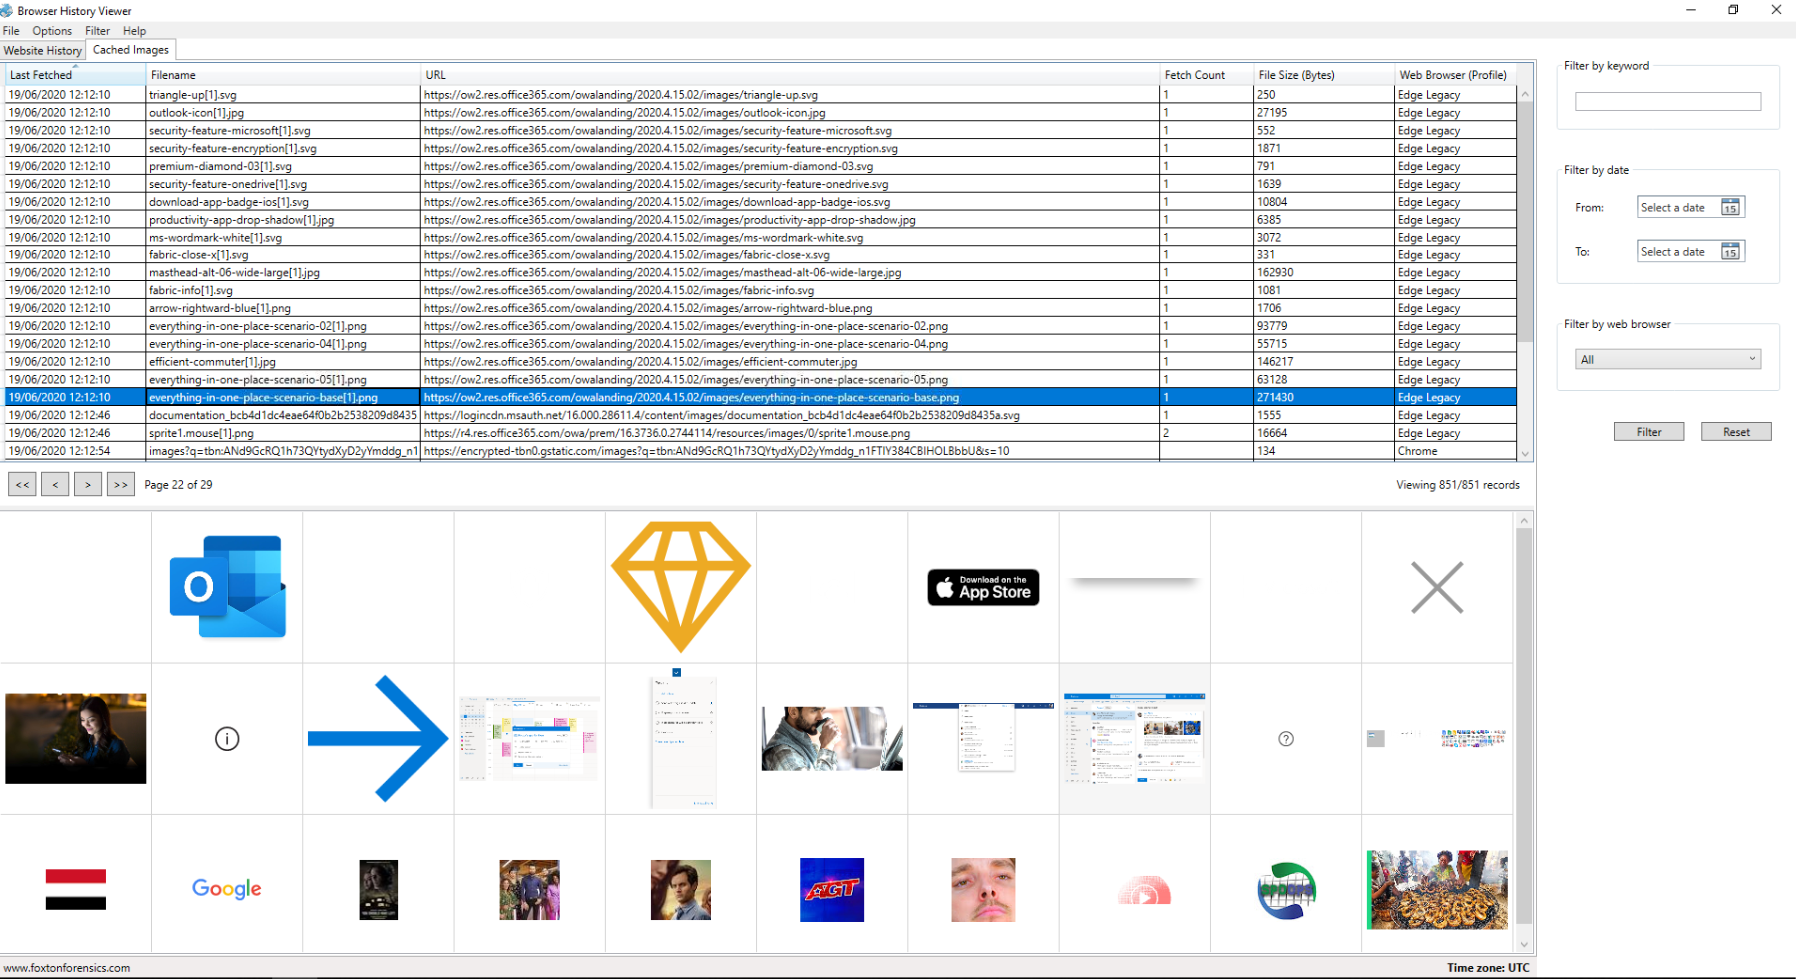 Browser History Viewer
File Options Filter Help
Website History Cached Images
Last Fetched Filename URL Fetch Count File Size (Bytes) Web Browser (Profile)
19/06/2020 12:12:10 triangle-up[1].svg https://ow2.res.office365.com/owalanding/2020.4.15.02/images/triangle-up.svg 1 250 Edge Legacy
19/06/2020 12:12:10 outlook-icon[1].jpg https://ow2.res.office365.com/owalanding/2020.4.15.02/images/outlook-icon.jpg 1 27195 Edge Legacy
19/06/2020 12:12:10 security-feature-microsoft[1].svg https://ow2.res.office365.com/owalanding/2020.4.15.02/images/security-feature-microsoft.svg 1 552 Edge Legacy
19/06/2020 12:12:10 security-feature-encryption[1].svg https://ow2.res.office365.com/owalanding/2020.4.15.02/images/security-feature-encryption.svg 1 1871 Edge Legacy
19/06/2020 12:12:10 premium-diamond-03[1].svg https://ow2.res.office365.com/owalanding/2020.4.15.02/images/premium-diamond-03.svg 1 791 Edge Legacy
19/06/2020 12:12:10 security-feature-onedrive[1].svg https://ow2.res.office365.com/owalanding/2020.4.15.02/images/security-feature-onedrive.svg 1 1639 Edge Legacy
19/06/2020 12:12:10 download-app-badge-ios[1].svg https://ow2.res.office365.com/owalanding/2020.4.15.02/images/download-app-badge-ios.svg 1 10804 Edge Legacy
19/06/2020 12:12:10 productivity-app-drop-shadow[1].jpg https://ow2.res.office365.com/owalanding/2020.4.15.02/images/productivity-app-drop-shadow.jpg 1 6385 Edge Legacy
19/06/2020 12:12:10 ms-wordmark-white[1].svg https://ow2.res.office365.com/owalanding/2020.4.15.02/images/ms-wordmark-white.svg 1 3072 Edge Legacy
19/06/2020 12:12:10 fabric-close-x[1].svg https://ow2.res.office365.com/owalanding/2020.4.15.02/images/fabric-close-x.svg 1 331 Edge Legacy
19/06/2020 12:12:10 masthead-alt-06-wide-large[1].jpg https://ow2.res.office365.com/owalanding/2020.4.15.02/images/masthead-alt-06-wide-large.jpg 1 162930 Edge Legacy
19/06/2020 12:12:10 fabric-info[1].svg https://ow2.res.office365.com/owalanding/2020.4.15.02/images/fabric-info.svg 1 1081 Edge Legacy
19/06/2020 12:12:10 arrow-rightward-blue[1].png https://ow2.res.office365.com/owalanding/2020.4.15.02/images/arrow-rightward-blue.png 1 1706 Edge Legacy
19/06/2020 12:12:10 everything-in-one-place-scenario-02[1].png https://ow2.res.office365.com/owalanding/2020.4.15.02/images/everything-in-one-place-scenario-02.png 1 93779 Edge Legacy
19/06/2020 12:12:10 everything-in-one-place-scenario-04[1].png https://ow2.res.office365.com/owalanding/2020.4.15.02/images/everything-in-one-place-scenario-04.png 1 55715 Edge Legacy
19/06/2020 12:12:10 efficient-commuter[1].jpg https://ow2.res.office365.com/owalanding/2020.4.15.02/images/efficient-commuter.jpg 1 146217 Edge Legacy
19/06/2020 12:12:10 everything-in-one-place-scenario-05[1].png https://ow2.res.office365.com/owalanding/2020.4.15.02/images/everything-in-one-place-scenario-05.png 1 63128 Edge Legacy
19/06/2020 12:12:10 everything-in-one-place-scenario-base[1].png https://ow2.res.office365.com/owalanding/2020.4.15.02/images/everything-in-one-place-scenario-base.png 1 271430 Edge Legacy
19/06/2020 12:12:46 documentation_bcb4d1dc4eae64f0b2b2538209d8435 https://logincdn.msauth.net/16.000.28611.4/content/images/documentation_bcb4d1dc4eae64f0b2b2538209d8435a.svg 1 1555 Edge Legacy
19/06/2020 12:12:46 sprite1.mouse[1].png https://r4.res.office365.com/owa/prem/16.3736.0.2744114/resources/images/0/sprite1.mouse.png 2 16664 Edge Legacy
19/06/2020 12:12:54 images?q=tbn:ANd9GcRQ1h73QYtydXyD2yYmddg_n1 https://encrypted-tbn0.gstatic.com/images?q=tbn:ANd9GcRQ1h73QYtydXyD2yYmddg_n1FTIY384CBIHOLBbbU&s=10 134 Chrome
<< < > >> Page 22 of 29 Viewing 851/851 records
Filter by keyword
Filter by date
From: Select a date 15
To: Select a date 15
Filter by web browser
All
Filter Reset
O
Download on the
App Store
Google
AGT
www.foxtonforensics.com Time zone: UTC